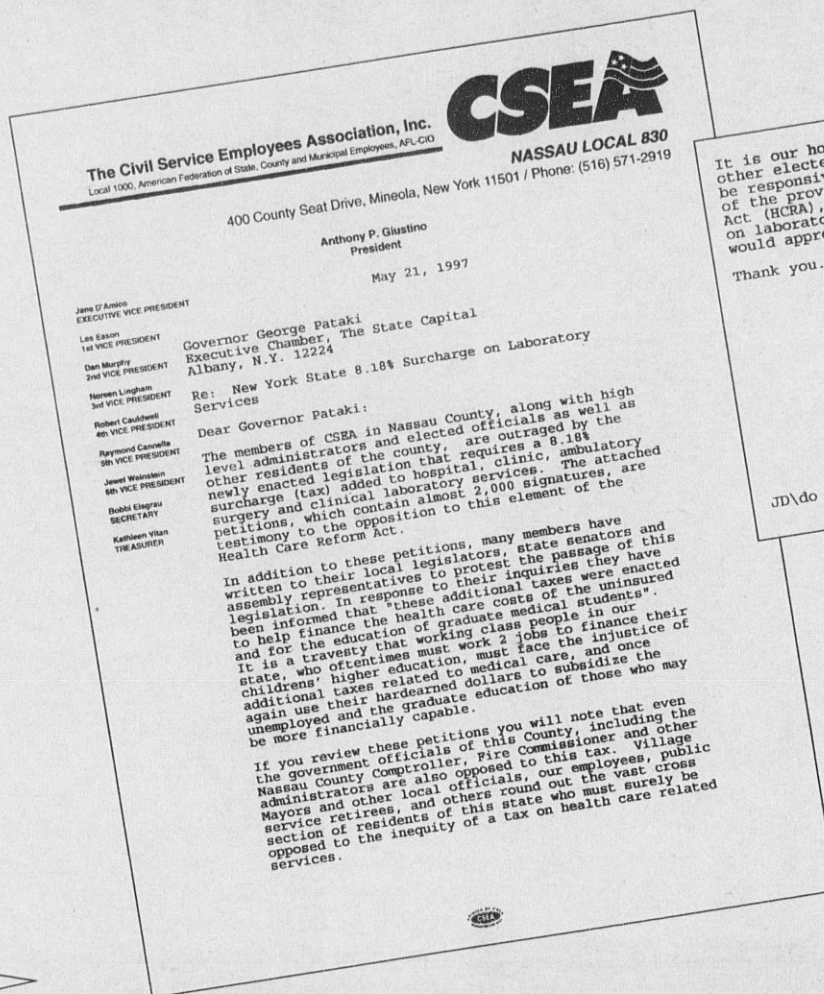 CSEA
The Civil Service Employees Association, Inc.
Local 1000, American Federation of State, County and Municipal Employees, AFL-CIO
NASSAU LOCAL 830
400 County Seat Drive, Mineola, New York 11501 / Phone: (516) 571-2919
Anthony P. Giustino
President
May 21, 1997
Jane D'Amico
EXECUTIVE VICE PRESIDENT
Les Eason
1st VICE PRESIDENT
Dan Murphy
2nd VICE PRESIDENT
Noreen Lingham
3rd VICE PRESIDENT
Robert Cauldwell
4th VICE PRESIDENT
Raymond Cannella
5th VICE PRESIDENT
Jewel Weinstein
6th VICE PRESIDENT
Bobbi Eisgrau
SECRETARY
Kathleen Vitan
TREASURER
Governor George Pataki
Executive Chamber, The State Capital
Albany, N.Y. 12224
Re: New York State 8.18% Surcharge on Laboratory
Services
Dear Governor Pataki:
The members of CSEA in Nassau County, along with high
level administrators and elected officials as well as
other residents of the county, are outraged by the
newly enacted legislation that requires a 8.18%
surcharge (tax) added to hospital, clinic, ambulatory
surgery and clinical laboratory services. The attached
petitions, which contain almost 2,000 signatures, are
testimony to the opposition to this element of the
Health Care Reform Act.
In addition to these petitions, many members have
written to their local legislators, state senators and
assembly representatives to protest the passage of this
legislation. In response to their inquiries they have
been informed that "these additional taxes were enacted
to help finance the health care costs of the uninsured
and for the education of graduate medical students".
It is a travesty that working class people in our
state, who oftentimes must work 2 jobs to finance their
childrens' higher education, must face the injustice of
additional taxes related to medical care, and once
again use their hardearned dollars to subsidize the
unemployed and the graduate education of those who may
be more financially capable.
If you review these petitions you will note that even
the government officials of this County, including the
Nassau County Comptroller, Fire Commissioner and other
administrators are also opposed to this tax. Village
Mayors and other local officials, our employees, public
service retirees, and others round out the vast cross
section of residents of this state who must surely be
opposed to the inequity of a tax on health care related
services.
CSEA
It is our ho
other electe
be responsiv
of the prov
Act (HCRA),
on laborato
would appre
Thank you.
JD\do